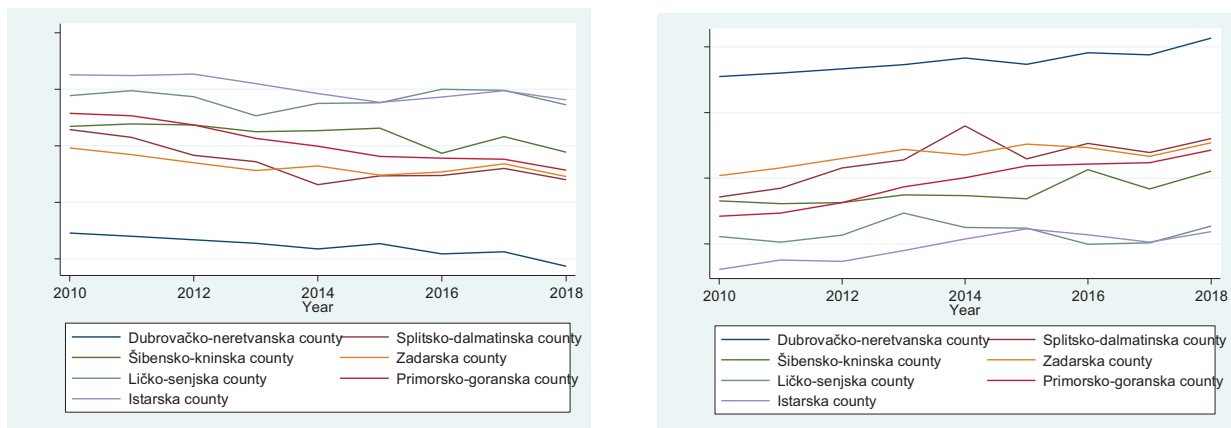 2010 2012 2014 2016 2018
Year
Dubrovačko-neretvanska county Splitsko-dalmatinska county
Šibensko-kninska county Zadarska county
Ličko-senjska county Primorsko-goranska county
Istarska county
2010 2012 2014 2016 2018
Year
Dubrovačko-neretvanska county Splitsko-dalmatinska county
Šibensko-kninska county Zadarska county
Ličko-senjska county Primorsko-goranska county
Istarska county